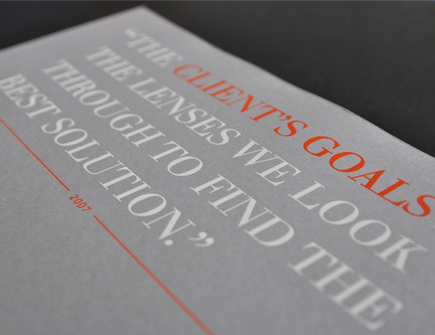 “THE CLIENT’S GOALS
THE LENSES WE LOOK
THROUGH TO FIND THE
BEST SOLUTION.”
2007